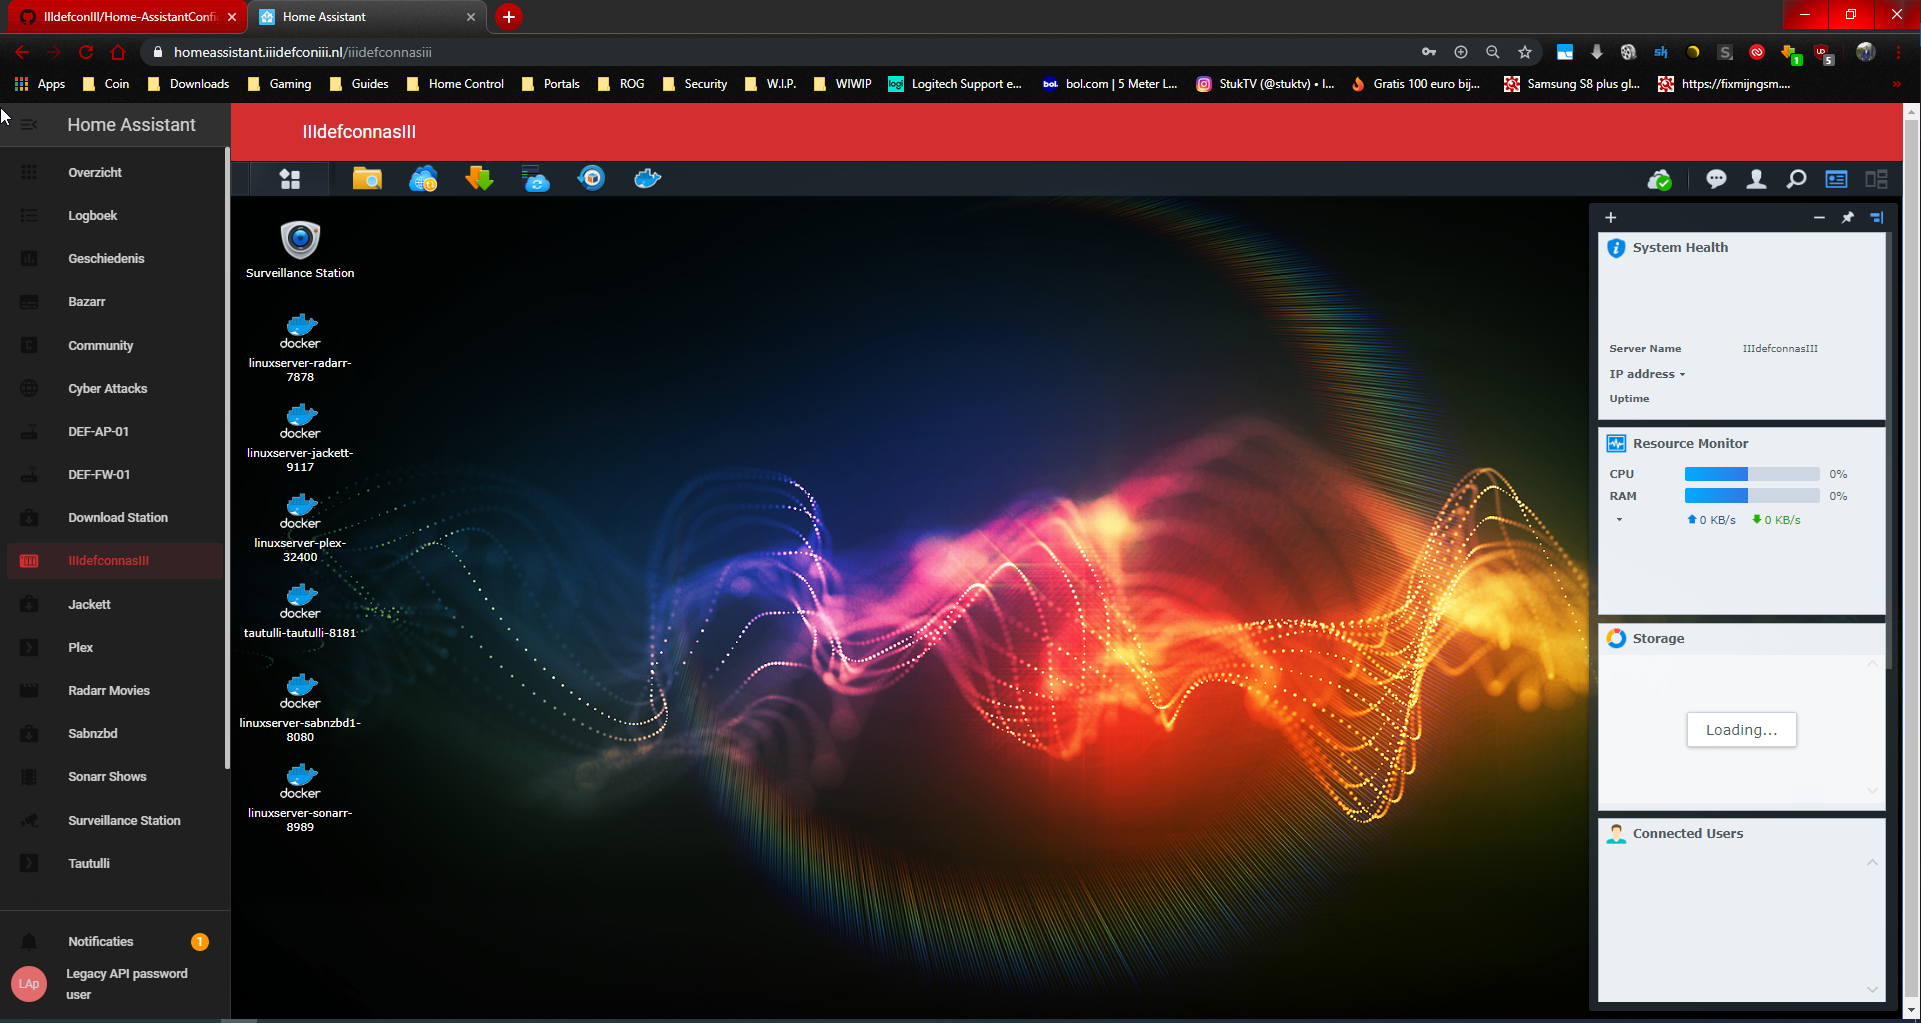 IIIdefconIII/Home-AssistantConfi
Home Assistant
homeassistant.iiidefconiii.nl/iiidefconnasiii
Apps
Coin
Downloads
Gaming
Guides
Home Control
Portals
ROG
Security
W.I.P.
WIWIP
Logitech Support e...
bol.com | 5 Meter L...
StukTV (@stuktv) • I...
Gratis 100 euro bij...
Samsung S8 plus gl...
https://fixmijngsm....
Home Assistant
Overzicht
Logboek
Geschiedenis
Bazarr
Community
Cyber Attacks
DEF-AP-01
DEF-FW-01
Download Station
IIIdefconnasIII
Jackett
Plex
Radarr Movies
Sabnzbd
Sonarr Shows
Surveillance Station
Tautulli
Notificaties
1
LAp
Legacy API password
user
IIIdefconnasIII
Surveillance Station
docker
linuxserver-radarr-
7878
docker
linuxserver-jackett-
9117
docker
linuxserver-plex-
32400
docker
tautulli-tautulli-8181
docker
linuxserver-sabnzbd1-
8080
docker
linuxserver-sonarr-
8989
System Health
Server Name IIIdefconnasIII
IP address
Uptime
Resource Monitor
CPU 0%
RAM 0%
0 KB/s 0 KB/s
Storage
Loading...
Connected Users